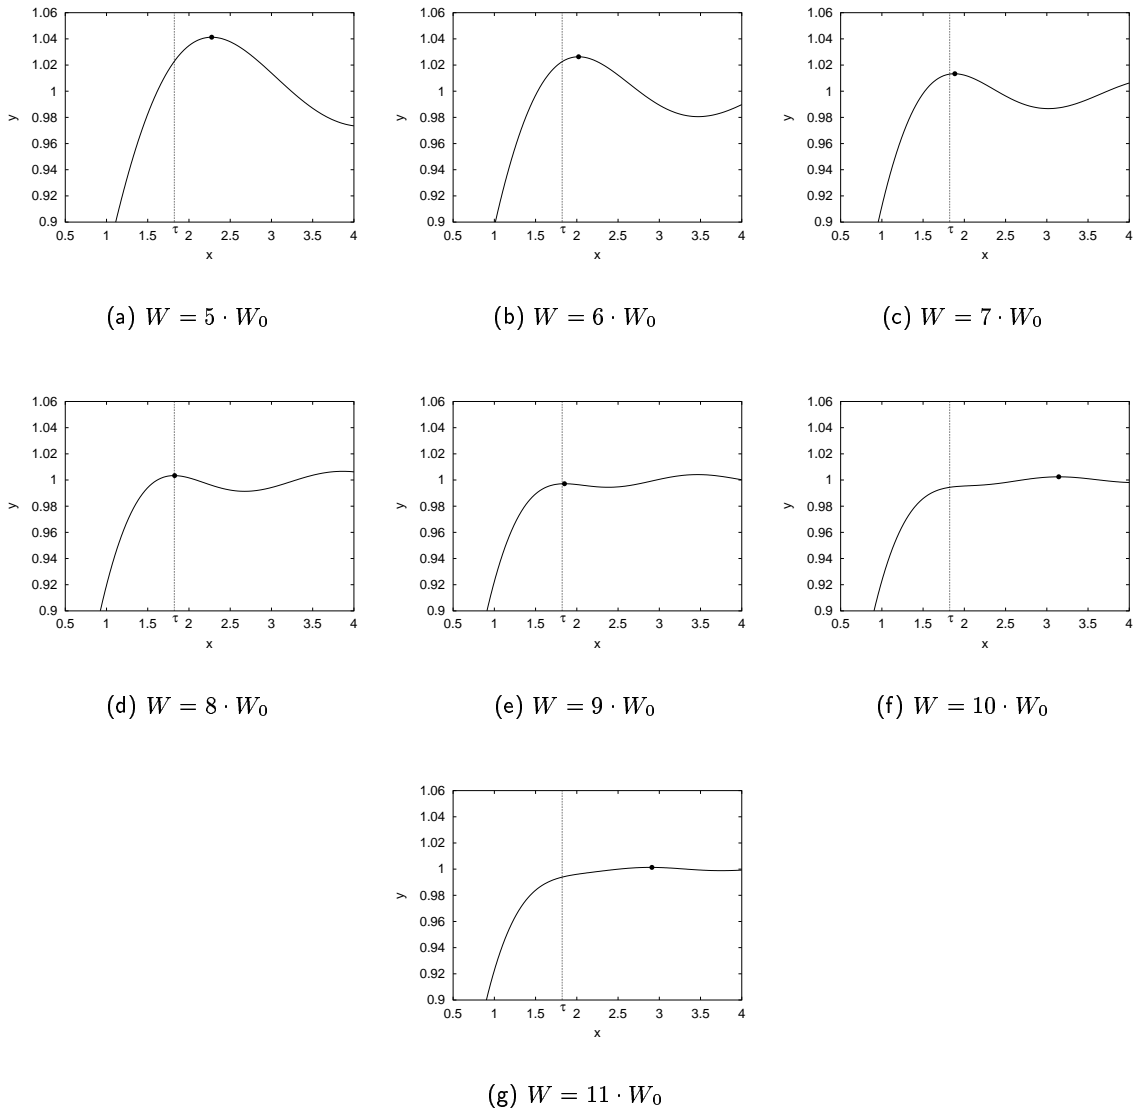 1.06 1.06 1.06
1.04 1.04 1.04
1.02 1.02 1.02
1 1 1
y y y
0.98 0.98 0.98
0.96 0.96 0.96
0.94 0.94 0.94
0.92 0.92 0.92
0.9 0.9 0.9
0.5 1 1.5 τ 2 2.5 3 3.5 4 0.5 1 1.5 τ 2 2.5 3 3.5 4 0.5 1 1.5 τ 2 2.5 3 3.5 4
x x x
(a) W = 5 · W₀ (b) W = 6 · W₀ (c) W = 7 · W₀
1.06 1.06 1.06
1.04 1.04 1.04
1.02 1.02 1.02
1 1 1
y y y
0.98 0.98 0.98
0.96 0.96 0.96
0.94 0.94 0.94
0.92 0.92 0.92
0.9 0.9 0.9
0.5 1 1.5 τ 2 2.5 3 3.5 4 0.5 1 1.5 τ 2 2.5 3 3.5 4 0.5 1 1.5 τ 2 2.5 3 3.5 4
x x x
(d) W = 8 · W₀ (e) W = 9 · W₀ (f) W = 10 · W₀
1.06
1.04
1.02
1
y
0.98
0.96
0.94
0.92
0.9
0.5 1 1.5 τ 2 2.5 3 3.5 4
x
(g) W = 11 · W₀